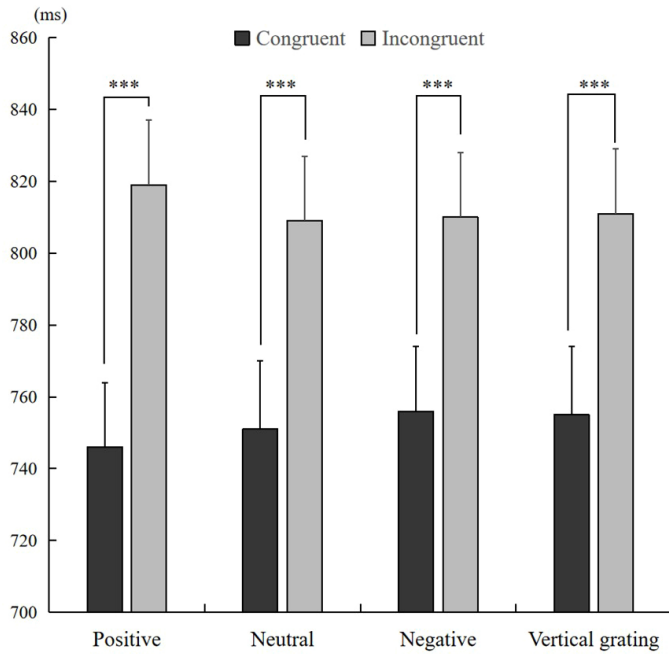 (ms)
860
Congruent Incongruent
840
*** *** *** ***
820
800
780
760
740
720
700
Positive Neutral Negative Vertical grating